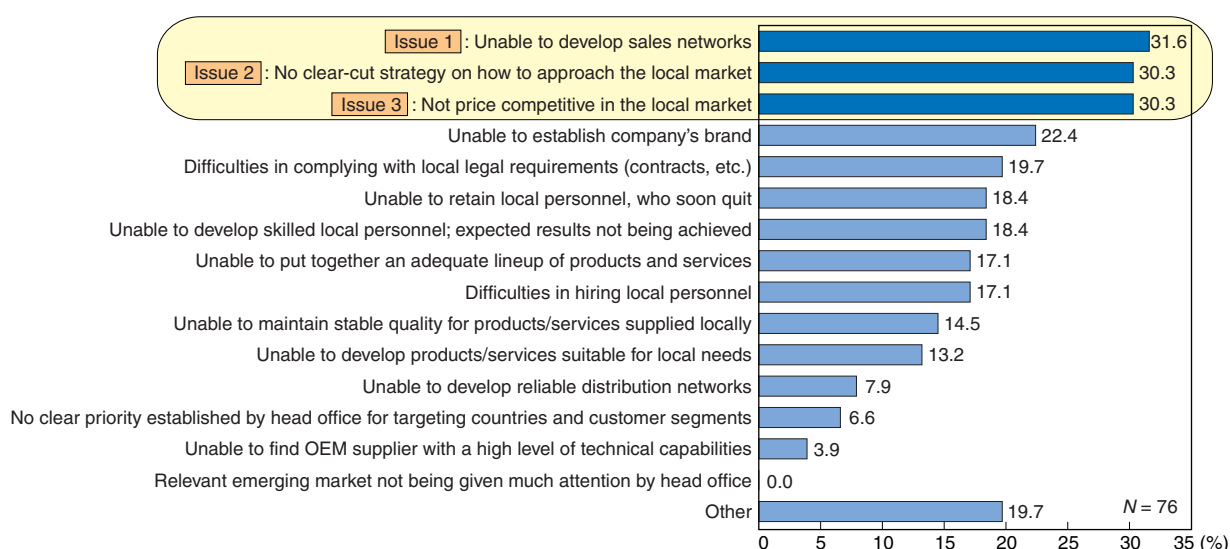 Issue 1 : Unable to develop sales networks 31.6
Issue 2 : No clear-cut strategy on how to approach the local market 30.3
Issue 3 : Not price competitive in the local market 30.3
Unable to establish company’s brand 22.4
Difficulties in complying with local legal requirements (contracts, etc.) 19.7
Unable to retain local personnel, who soon quit 18.4
Unable to develop skilled local personnel; expected results not being achieved 18.4
Unable to put together an adequate lineup of products and services 17.1
Difficulties in hiring local personnel 17.1
Unable to maintain stable quality for products/services supplied locally 14.5
Unable to develop products/services suitable for local needs 13.2
Unable to develop reliable distribution networks 7.9
No clear priority established by head office for targeting countries and customer segments 6.6
Unable to find OEM supplier with a high level of technical capabilities 3.9
Relevant emerging market not being given much attention by head office 0.0
Other 19.7 N = 76
0 5 10 15 20 25 30 35 (%)